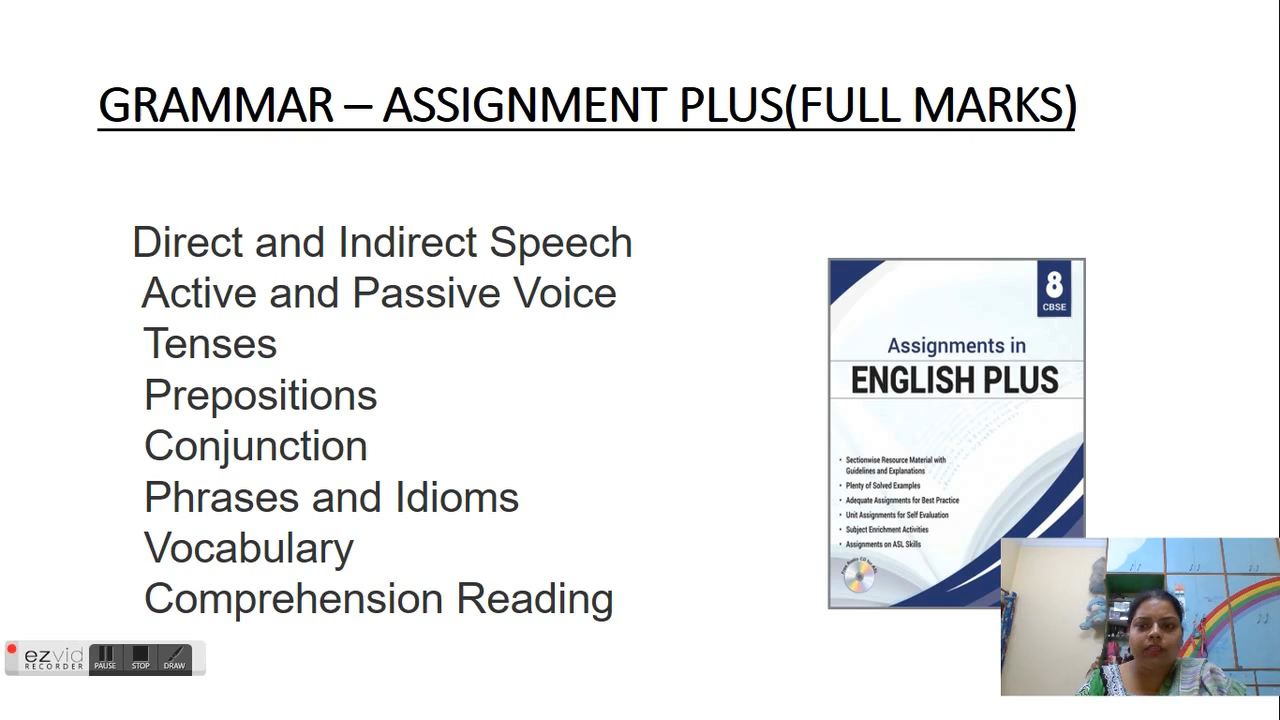 GRAMMAR – ASSIGNMENT PLUS(FULL MARKS)
Direct and Indirect Speech
Active and Passive Voice
Tenses
Prepositions
Conjunction
Phrases and Idioms
Vocabulary
Comprehension Reading
8
CBSE
Assignments in
ENGLISH PLUS
• Sectionwise Resource Material with
Guidelines and Explanations
• Plenty of Solved Examples
• Adequate Assignments for Best Practice
• Unit Assignments for Self Evaluation
• Subject Enrichment Activities
• Assignments on ASL Skills
ezvid
RECORDER
PAUSE
STOP
DRAW